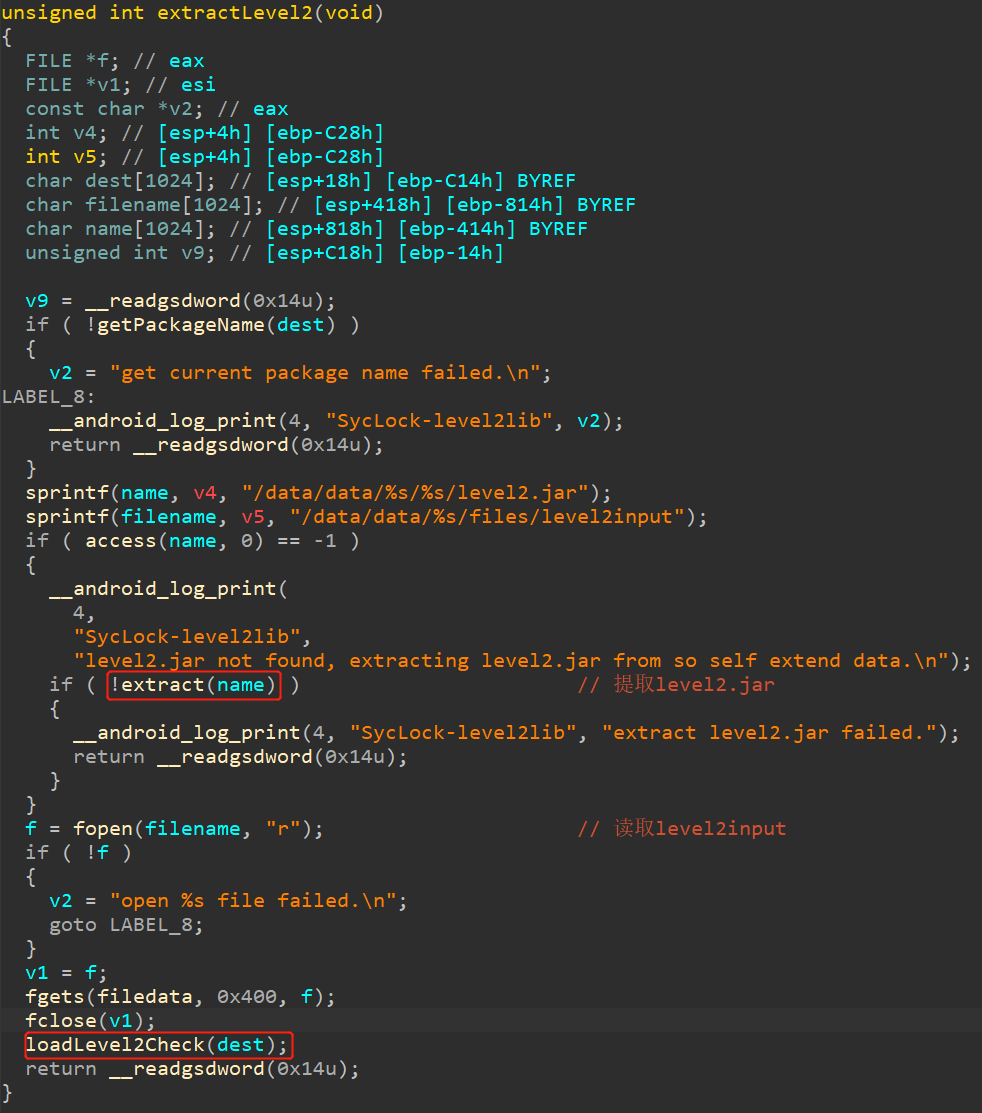 unsigned int extractLevel2(void)
{
  FILE *f; // eax
  FILE *v1; // esi
  const char *v2; // eax
  int v4; // [esp+4h] [ebp-C28h]
  int v5; // [esp+4h] [ebp-C28h]
  char dest[1024]; // [esp+18h] [ebp-C14h] BYREF
  char filename[1024]; // [esp+418h] [ebp-814h] BYREF
  char name[1024]; // [esp+818h] [ebp-414h] BYREF
  unsigned int v9; // [esp+C18h] [ebp-14h]

  v9 = __readgsdword(0x14u);
  if ( !getPackageName(dest) )
  {
    v2 = "get current package name failed.\n";
LABEL_8:
    __android_log_print(4, "SycLock-level2lib", v2);
    return __readgsdword(0x14u);
  }
  sprintf(name, v4, "/data/data/%s/%s/level2.jar");
  sprintf(filename, v5, "/data/data/%s/files/level2input");
  if ( access(name, 0) == -1 )
  {
    __android_log_print(
      4,
      "SycLock-level2lib",
      "level2.jar not found, extracting level2.jar from so self extend data.\n");
    if ( !extract(name) )                       // 提取level2.jar
    {
      __android_log_print(4, "SycLock-level2lib", "extract level2.jar failed.");
      return __readgsdword(0x14u);
    }
  }
  f = fopen(filename, "r");                     // 读取level2input
  if ( !f )
  {
    v2 = "open %s file failed.\n";
    goto LABEL_8;
  }
  v1 = f;
  fgets(filedata, 0x400, f);
  fclose(v1);
  loadLevel2Check(dest);
  return __readgsdword(0x14u);
}